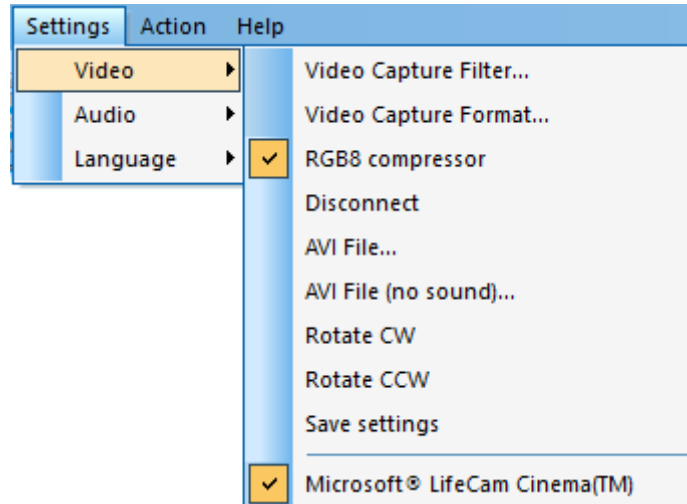 Settings Action Help
Video
Audio
Language
Video Capture Filter...
Video Capture Format...
RGB8 compressor
Disconnect
AVI File...
AVI File (no sound)...
Rotate CW
Rotate CCW
Save settings
Microsoft® LifeCam Cinema(TM)